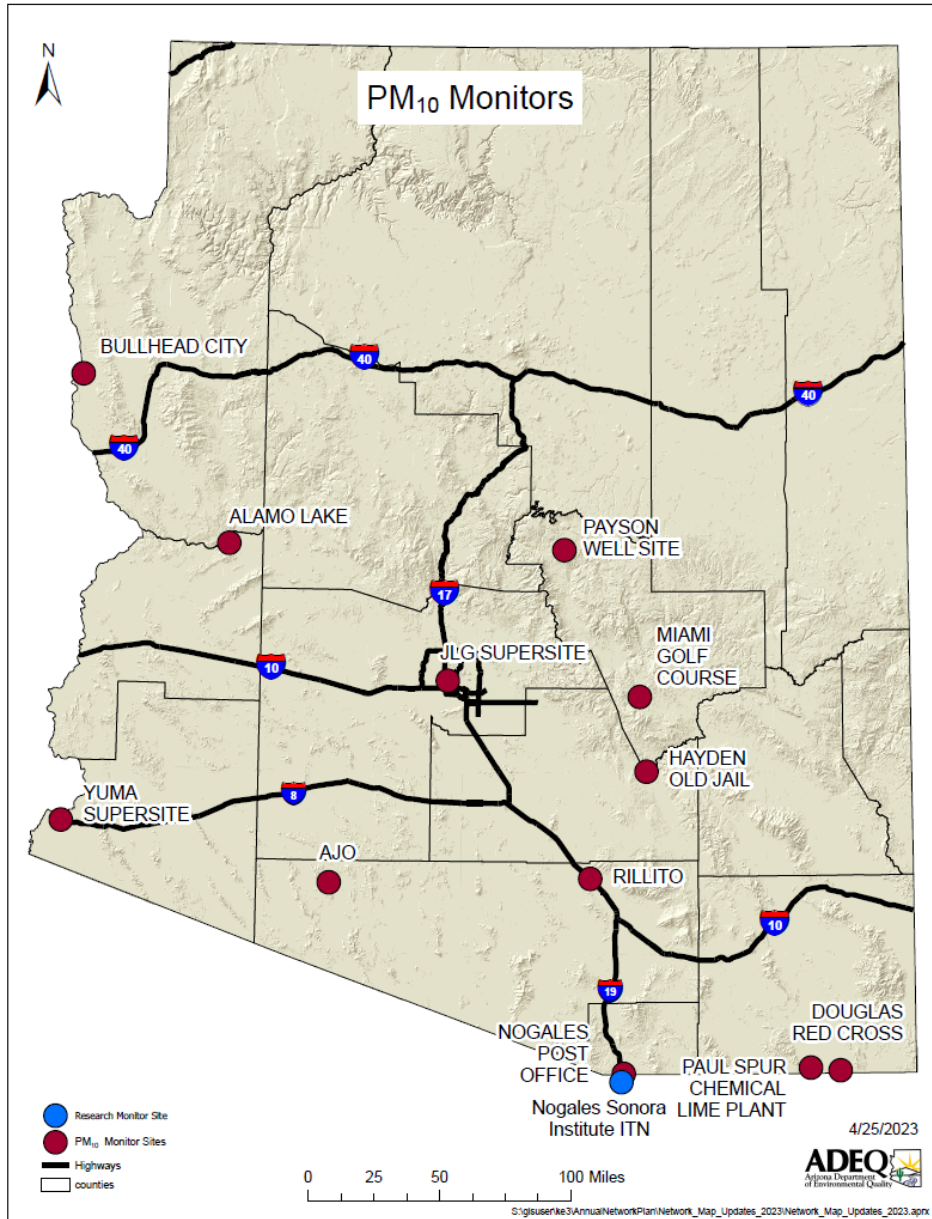 N
PM₁₀ Monitors
BULLHEAD CITY
40
40
40
ALAMO LAKE
PAYSON
WELL SITE
17
JLG SUPERSITE
MIAMI
GOLF
COURSE
10
HAYDEN
OLD JAIL
YUMA
SUPERSITE
8
AJO
RILLITO
10
19
DOUGLAS
RED CROSS
NOGALES
POST
OFFICE
PAUL SPUR
CHEMICAL
LIME PLANT
Nogales Sonora
Institute ITN
Research Monitor Site
PM₁₀ Monitor Sites
Highways
counties
0 25 50 100 Miles
4/25/2023
ADEQ
Arizona Department
of Environmental Quality
S:\gisuser\ke3\AnnualNetworkPlan\Network_Map_Updates_2023\Network_Map_Updates_2023.aprx